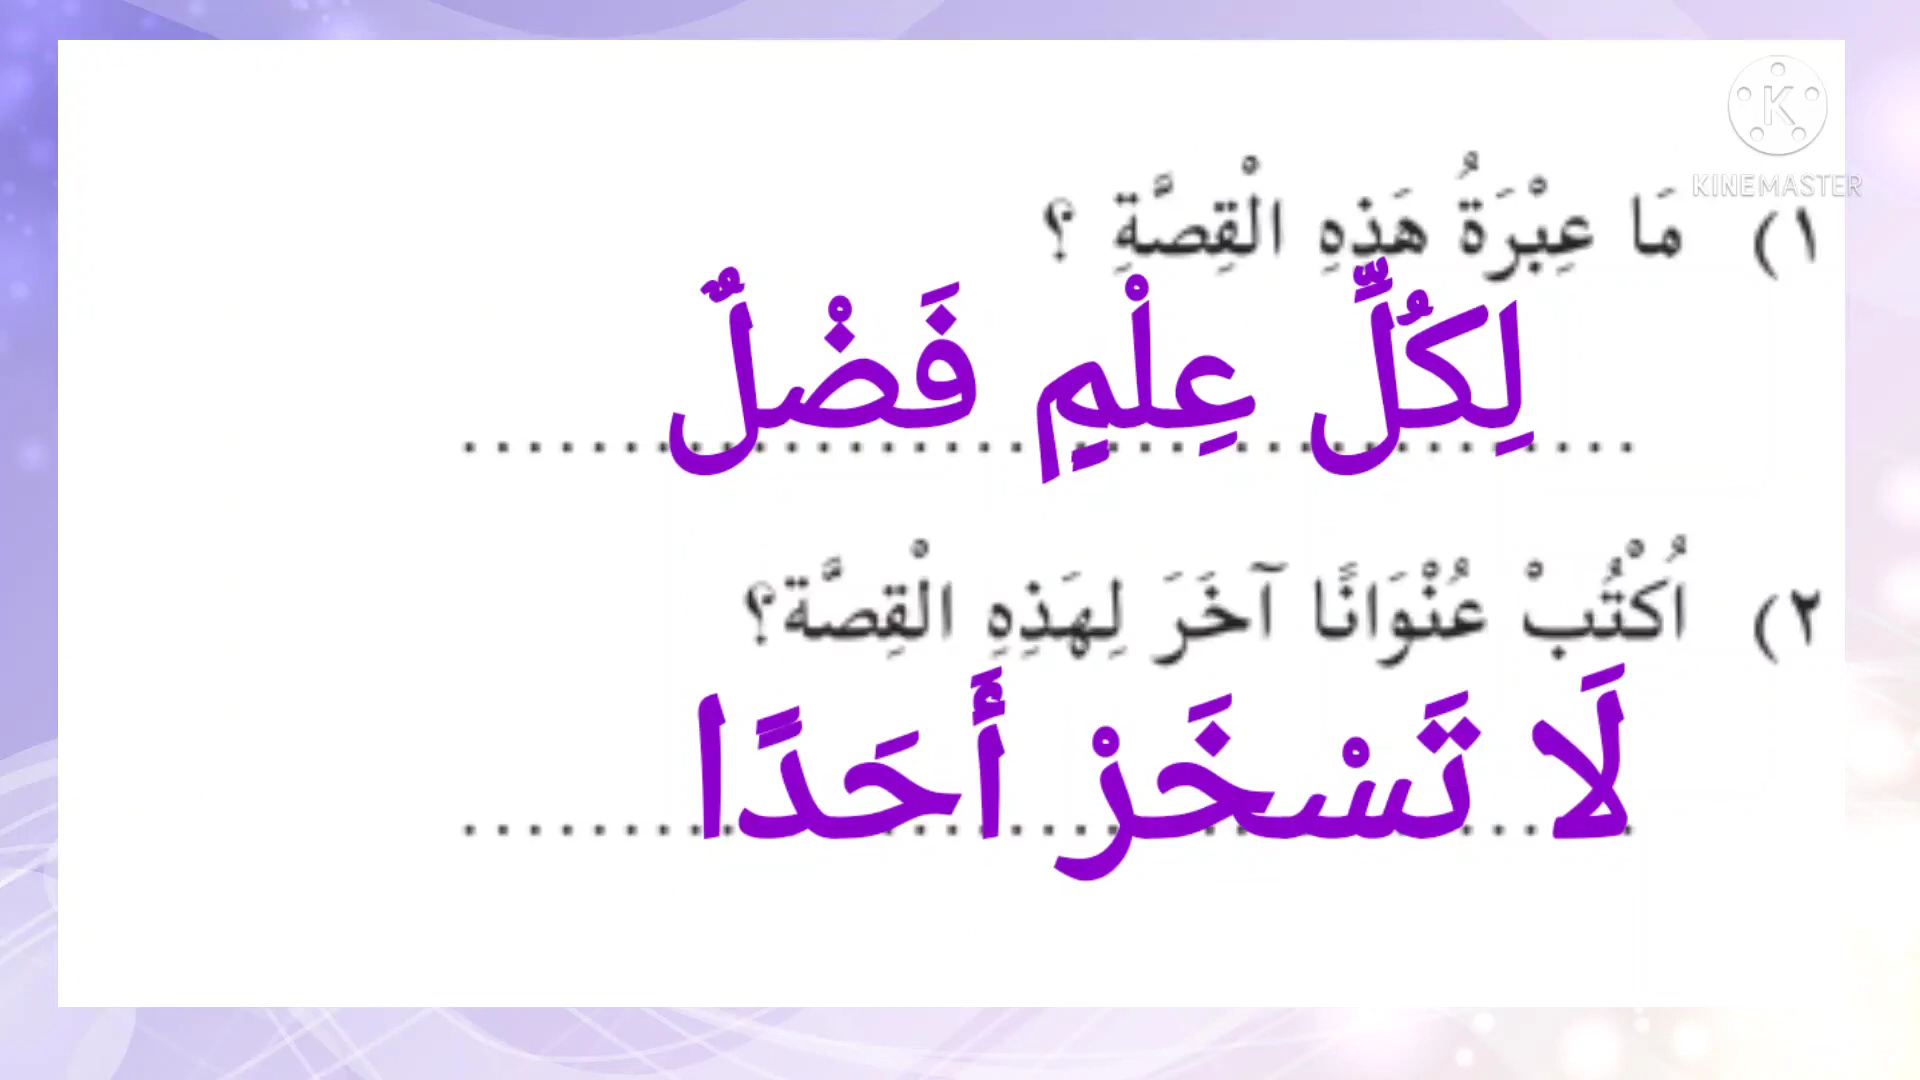 KINEMASTER
١) مَا عِبْرَةُ هَذِهِ الْقِصَّةِ ؟
لِكُلِّ عِلْمٍ فَضْلٌ
٢) اُكْتُبْ عُنْوَانًا آخَرَ لِهَذِهِ الْقِصَّة؟
لَا تَسْخَرْ أَحَدًا